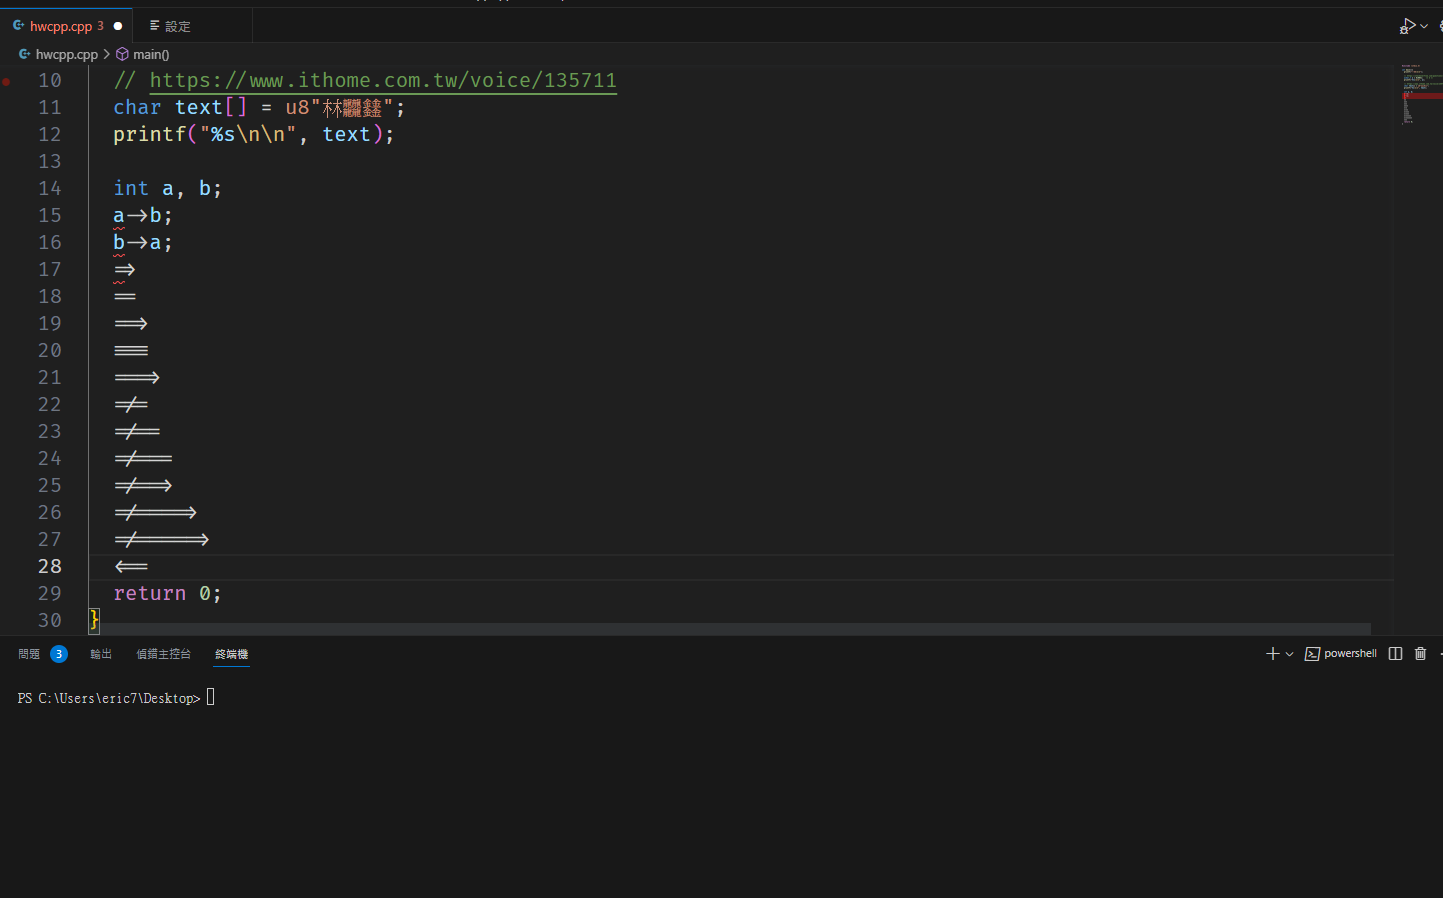 hwcpp.cpp 3 ● 設定
hwcpp.cpp > main()
10 // https://www.ithome.com.tw/voice/135711
11 char text[] = u8"林鑫";
12 printf("%s\n\n", text);
13
14 int a, b;
15 a->b;
16 b->a;
17 =>
18 ==
19 ==>
20 ===
21 ===>
22 =/=
23 =/==
24 =/===
25 =/==>
26 =/====>
27 =/=====>
28 <==
29 return 0;
30 }
問題 3 輸出 偵錯主控台 終端機 powershell
PS C:\Users\eric7\Desktop>